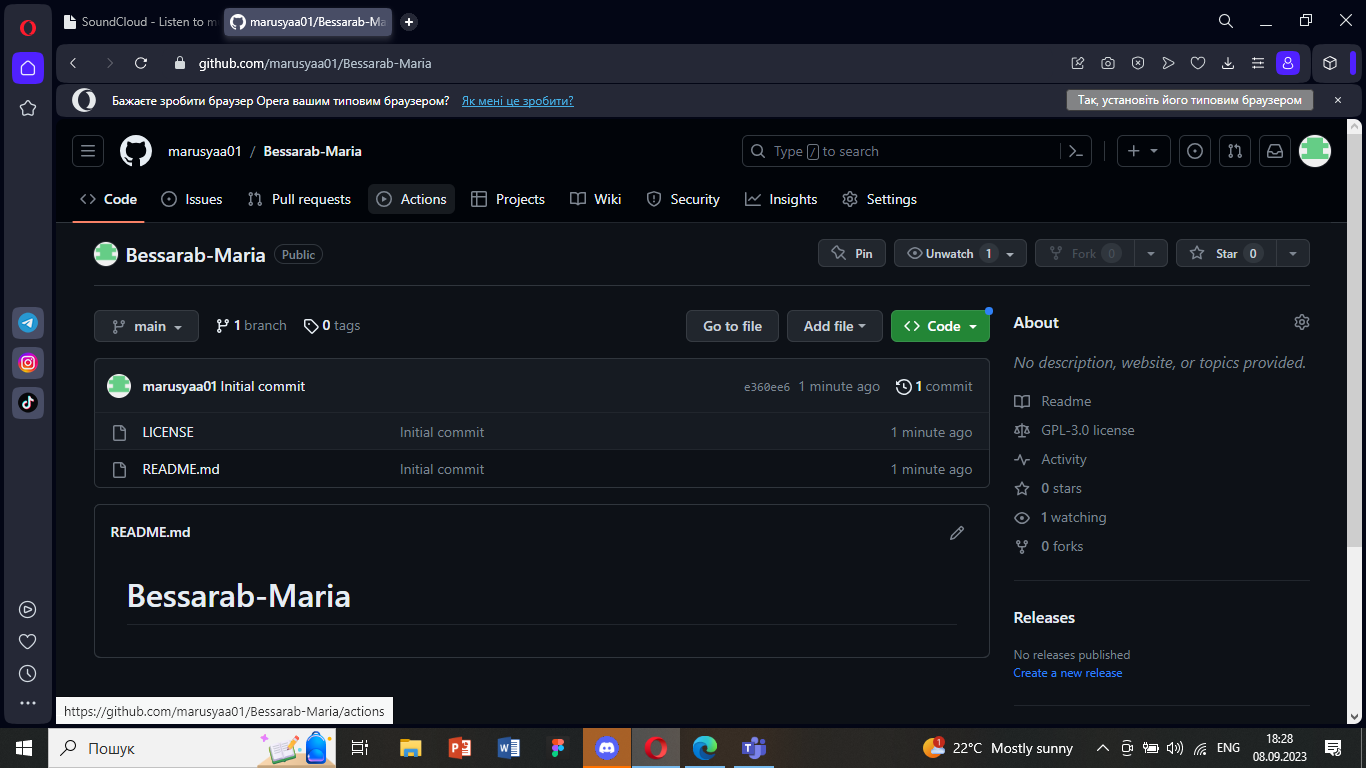 SoundCloud - Listen to m
marusyaa01/Bessarab-Ma
github.com/marusyaa01/Bessarab-Maria
Бажаєте зробити браузер Opera вашим типовим браузером? Як мені це зробити?
Так, установіть його типовим браузером
marusyaa01 / Bessarab-Maria
Type / to search
Code
Issues
Pull requests
Actions
Projects
Wiki
Security
Insights
Settings
Bessarab-Maria Public
Pin
Unwatch 1
Fork 0
Star 0
main
1 branch
0 tags
Go to file
Add file
Code
marusyaa01 Initial commit
e360ee6 1 minute ago
1 commit
LICENSE Initial commit 1 minute ago
README.md Initial commit 1 minute ago
README.md
Bessarab-Maria
About
No description, website, or topics provided.
Readme
GPL-3.0 license
Activity
0 stars
1 watching
0 forks
Releases
No releases published
Create a new release
https://github.com/marusyaa01/Bessarab-Maria/actions
Пошук
1
22°C Mostly sunny
ENG
18:28
08.09.2023